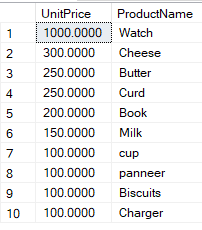 UnitPrice ProductName
1 1000.0000 Watch
2 300.0000 Cheese
3 250.0000 Butter
4 250.0000 Curd
5 200.0000 Book
6 150.0000 Milk
7 100.0000 cup
8 100.0000 panneer
9 100.0000 Biscuits
10 100.0000 Charger